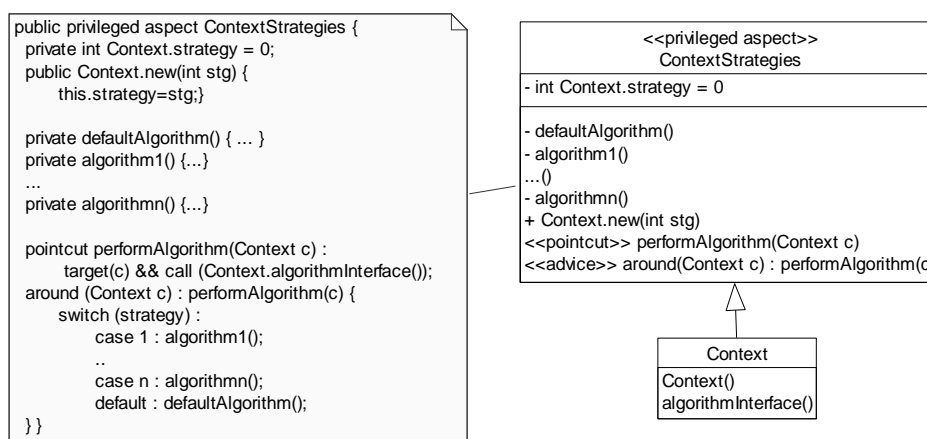 public privileged aspect ContextStrategies {
private int Context.strategy = 0;
public Context.new(int stg) {
this.strategy=stg;}
private defaultAlgorithm() { ... }
private algorithm1() {...}
...
private algorithmn() {...}
pointcut performAlgorithm(Context c) :
target(c) && call (Context.algorithmInterface());
around (Context c) : performAlgorithm(c) {
switch (strategy) :
case 1 : algorithm1();
..
case n : algorithmn();
default : defaultAlgorithm();
} }
<<privileged aspect>>
ContextStrategies
- int Context.strategy = 0
- defaultAlgorithm()
- algorithm1()
...()
- algorithmn()
+ Context.new(int stg)
<<pointcut>> performAlgorithm(Context c)
<<advice>> around(Context c) : performAlgorithm(c
Context
Context()
algorithmInterface()